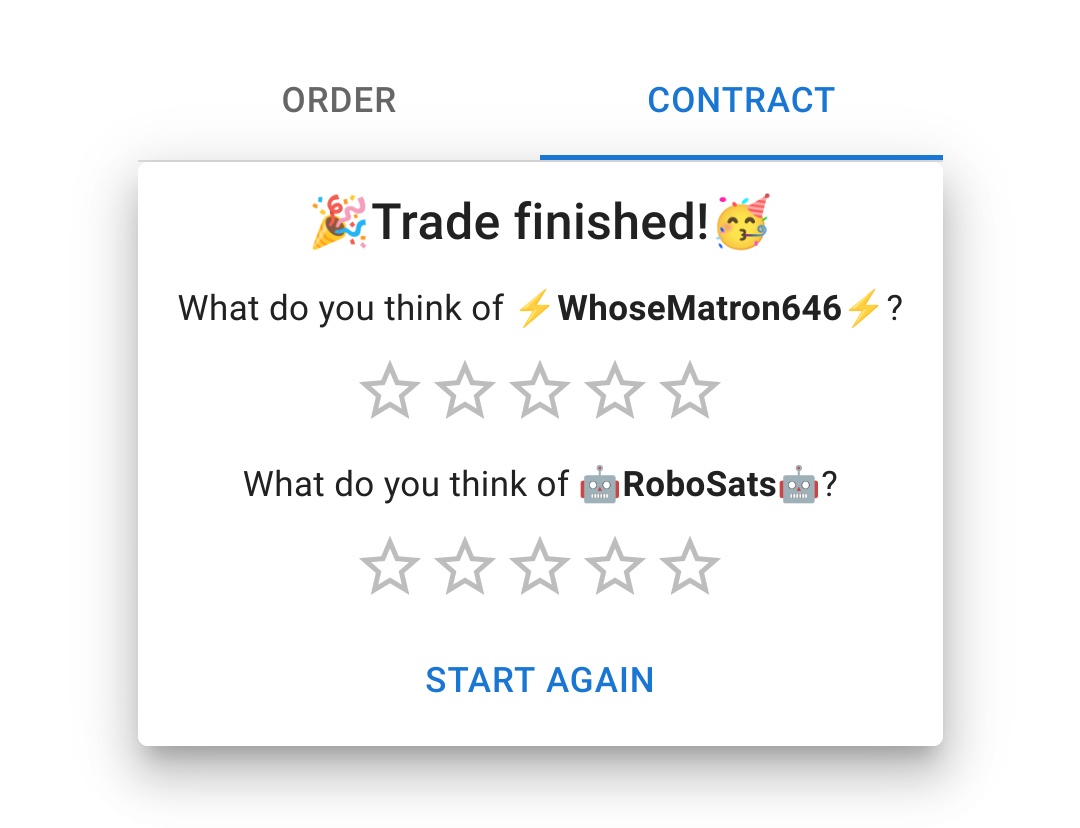 ORDER CONTRACT
🎉Trade finished!🥳
What do you think of ⚡WhoseMatron646⚡?
What do you think of 🤖RoboSats🤖?
START AGAIN